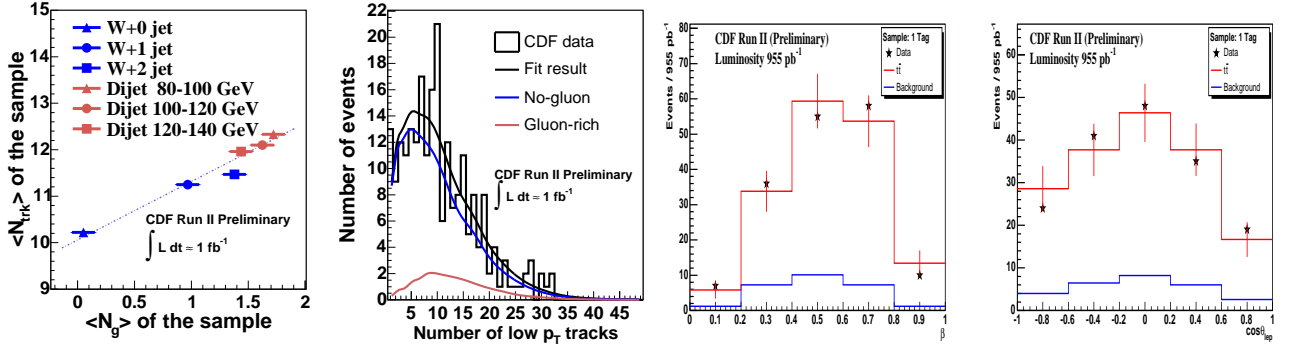 15
14
13
12
11
10
9
<N_trk> of the sample
W+0 jet
W+1 jet
W+2 jet
Dijet 80-100 GeV
Dijet 100-120 GeV
Dijet 120-140 GeV
CDF Run II Preliminary
∫ L dt ≃ 1 fb⁻¹
0 0.5 1 1.5 2
<N_g> of the sample
22
20
18
16
14
12
10
8
6
4
2
0
Number of events
CDF data
Fit result
No-gluon
Gluon-rich
CDF Run II Preliminary
∫ L dt ≃ 1 fb⁻¹
5 10 15 20 25 30 35 40 45
Number of low p_T tracks
80
70
60
50
40
30
20
10
0
Events / 955 pb⁻¹
CDF Run II (Preliminary)
Luminosity 955 pb⁻¹
Sample: 1 Tag
Data
tt̄
Background
0 0.1 0.2 0.3 0.4 0.5 0.6 0.7 0.8 0.9 1
β
60
50
40
30
20
10
0
Events / 955 pb⁻¹
CDF Run II (Preliminary)
Luminosity 955 pb⁻¹
Sample: 1 Tag
Data
tt̄
Background
-1 -0.8 -0.6 -0.4 -0.2 0 0.2 0.4 0.6 0.8 1
cosθ_lep